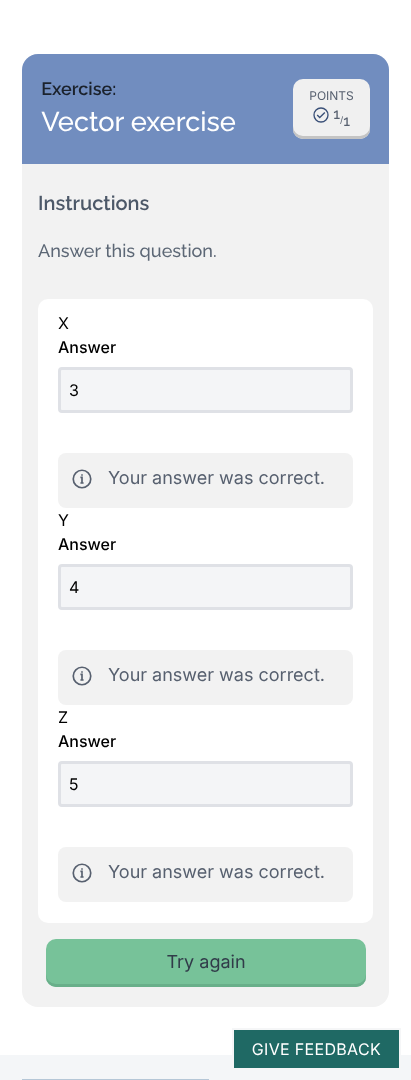 Exercise:
Vector exercise
POINTS
1/1
Instructions
Answer this question.
X
Answer
3
Your answer was correct.
Y
Answer
4
Your answer was correct.
Z
Answer
5
Your answer was correct.
Try again
GIVE FEEDBACK